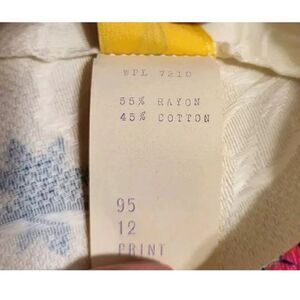 WPL 7210
55% RAYON
45% COTTON
95
12
PRINT